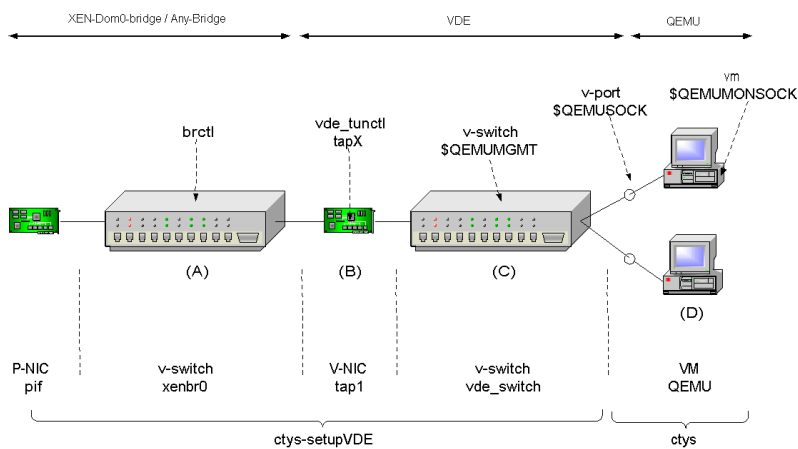 XEN-Dom0-bridge / Any-Bridge
VDE
QEMU
brctl
vde_tunctl
tapX
v-switch
$QEMUMGMT
v-port
$QEMUSOCK
vm
$QEMUMONSOCK
(A)
(B)
(C)
(D)
P-NIC
pif
v-switch
xenbr0
V-NIC
tap1
v-switch
vde_switch
VM
QEMU
ctys-setupVDE
ctys